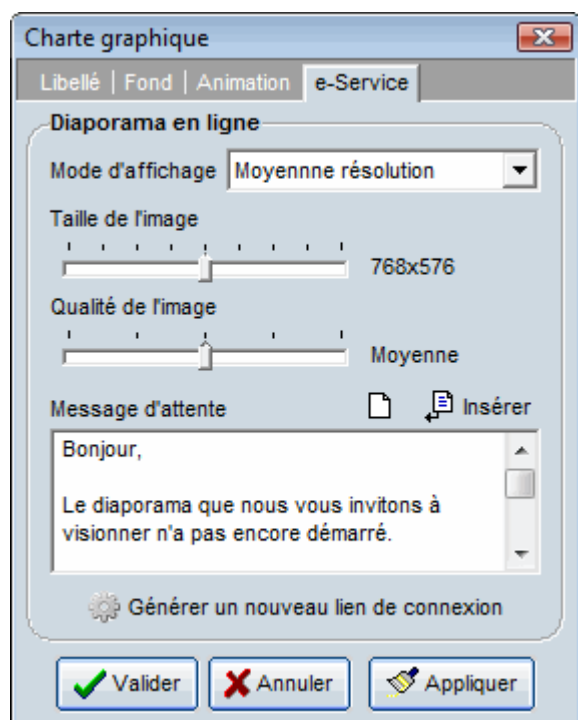 Charte graphique
Libellé | Fond | Animation e-Service
Diaporama en ligne
Mode d'affichage Moyennne résolution
Taille de l'image
768x576
Qualité de l'image
Moyenne
Message d'attente Insérer
Bonjour,
Le diaporama que nous vous invitons à
visionner n'a pas encore démarré.
Générer un nouveau lien de connexion
Valider Annuler Appliquer